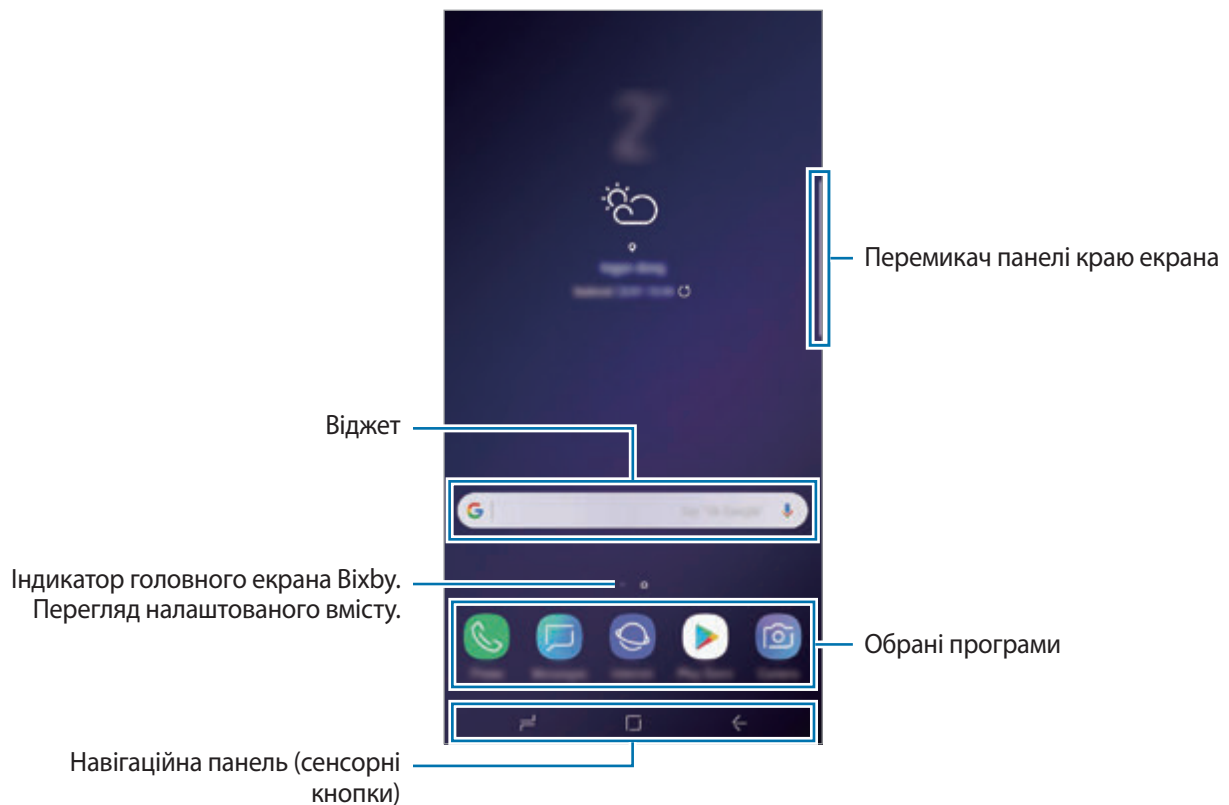 Перемикач панелі краю екрана
Віджет
Індикатор головного екрана Bixby.
Перегляд налаштованого вмісту.
Обрані програми
Навігаційна панель (сенсорні
кнопки)